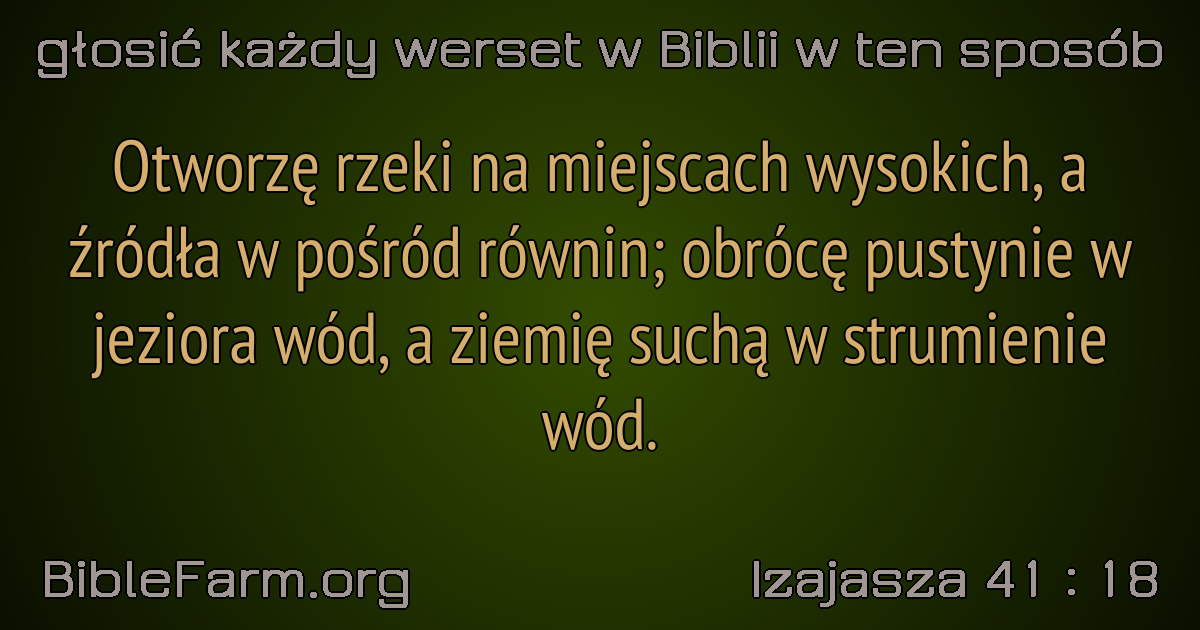 głosić każdy werset w Biblii w ten sposób
Otworzę rzeki na miejscach wysokich, a
źródła w pośród równin; obrócę pustynie w
jeziora wód, a ziemię suchą w strumienie
wód.
BibleFarm.org
Izajasza 41 : 18